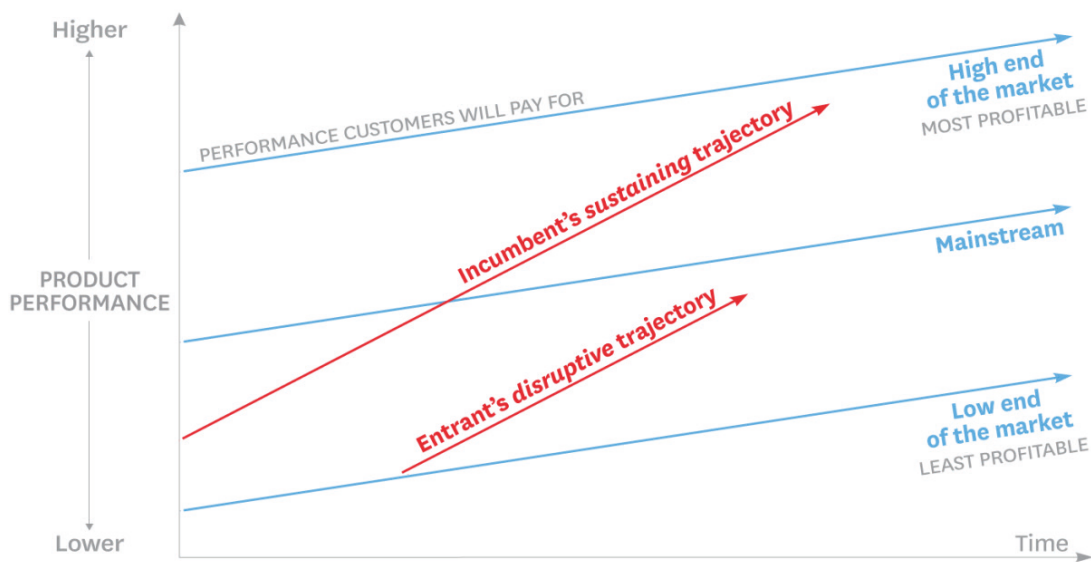 Higher
PERFORMANCE CUSTOMERS WILL PAY FOR
High end
of the market
MOST PROFITABLE
Incumbent’s sustaining trajectory
Mainstream
PRODUCT
PERFORMANCE
Entrant’s disruptive trajectory
Low end
of the market
LEAST PROFITABLE
Lower
Time